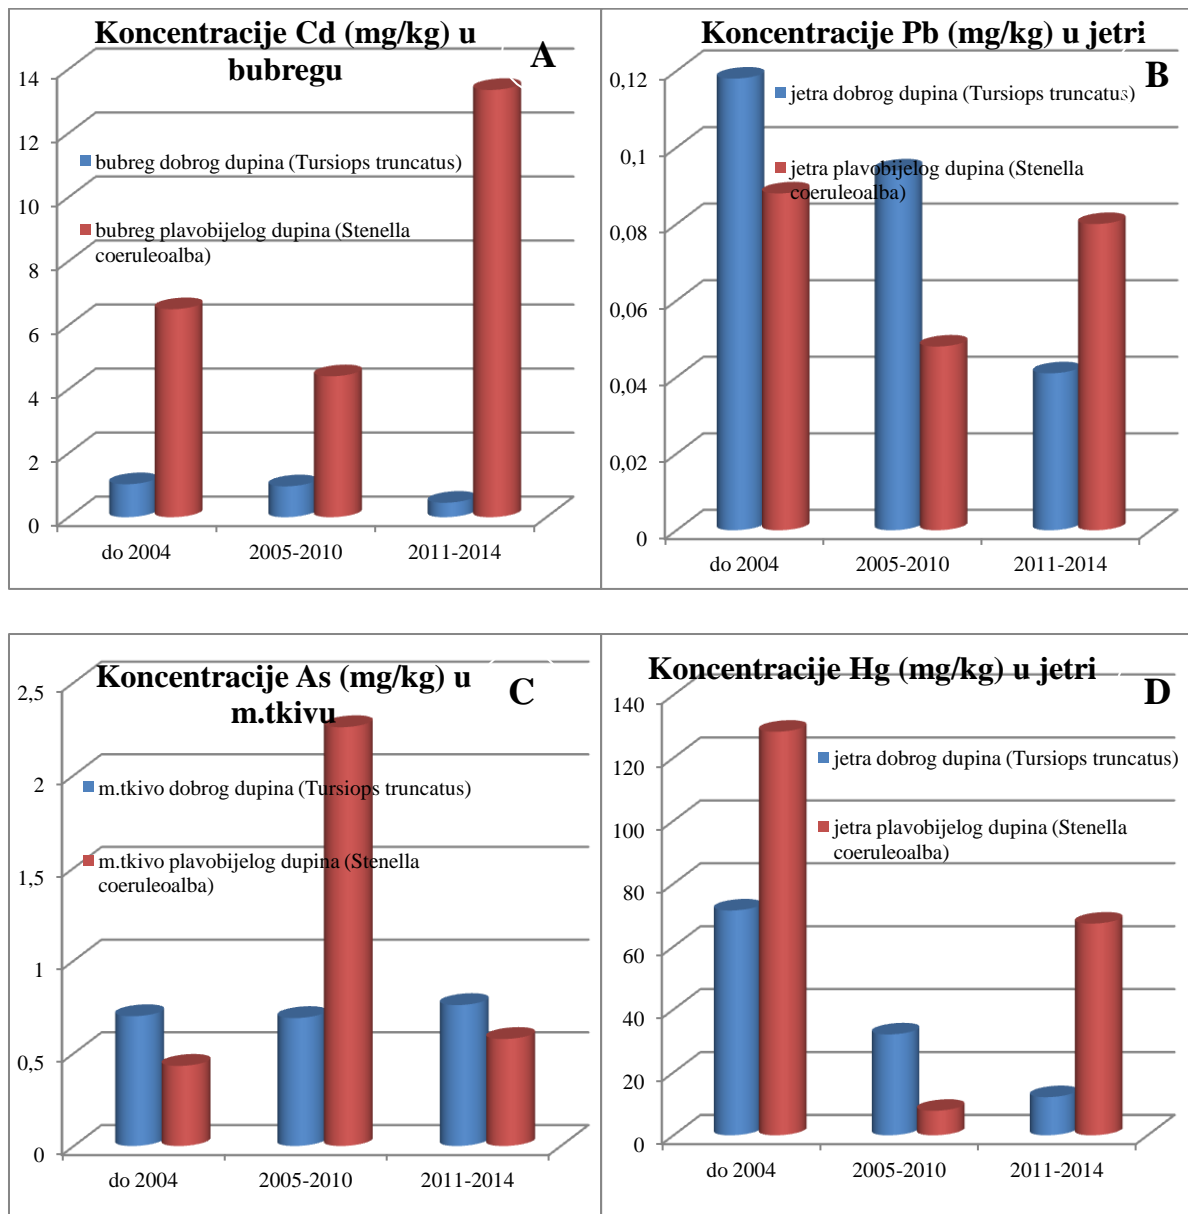 Koncentracije Cd (mg/kg) u
bubregu
A
14
12
10
8
6
4
2
0
bubreg dobrog dupina (Tursiops truncatus)
bubreg plavobijelog dupina (Stenella
coeruleoalba)
do 2004
2005-2010
2011-2014
Koncentracije Pb (mg/kg) u jetri
B
0,12
0,1
0,08
0,06
0,04
0,02
0
jetra dobrog dupina (Tursiops truncatus)
jetra plavobijelog dupina (Stenella
coeruleoalba)
do 2004
2005-2010
2011-2014
Koncentracije As (mg/kg) u
m.tkivu
C
2,5
2
1,5
1
0,5
0
m.tkivo dobrog dupina (Tursiops truncatus)
m.tkivo plavobijelog dupina (Stenella
coeruleoalba)
do 2004
2005-2010
2011-2014
Koncentracije Hg (mg/kg) u jetri
D
140
120
100
80
60
40
20
0
jetra dobrog dupina (Tursiops truncatus)
jetra plavobijelog dupina (Stenella
coeruleoalba)
do 2004
2005-2010
2011-2014